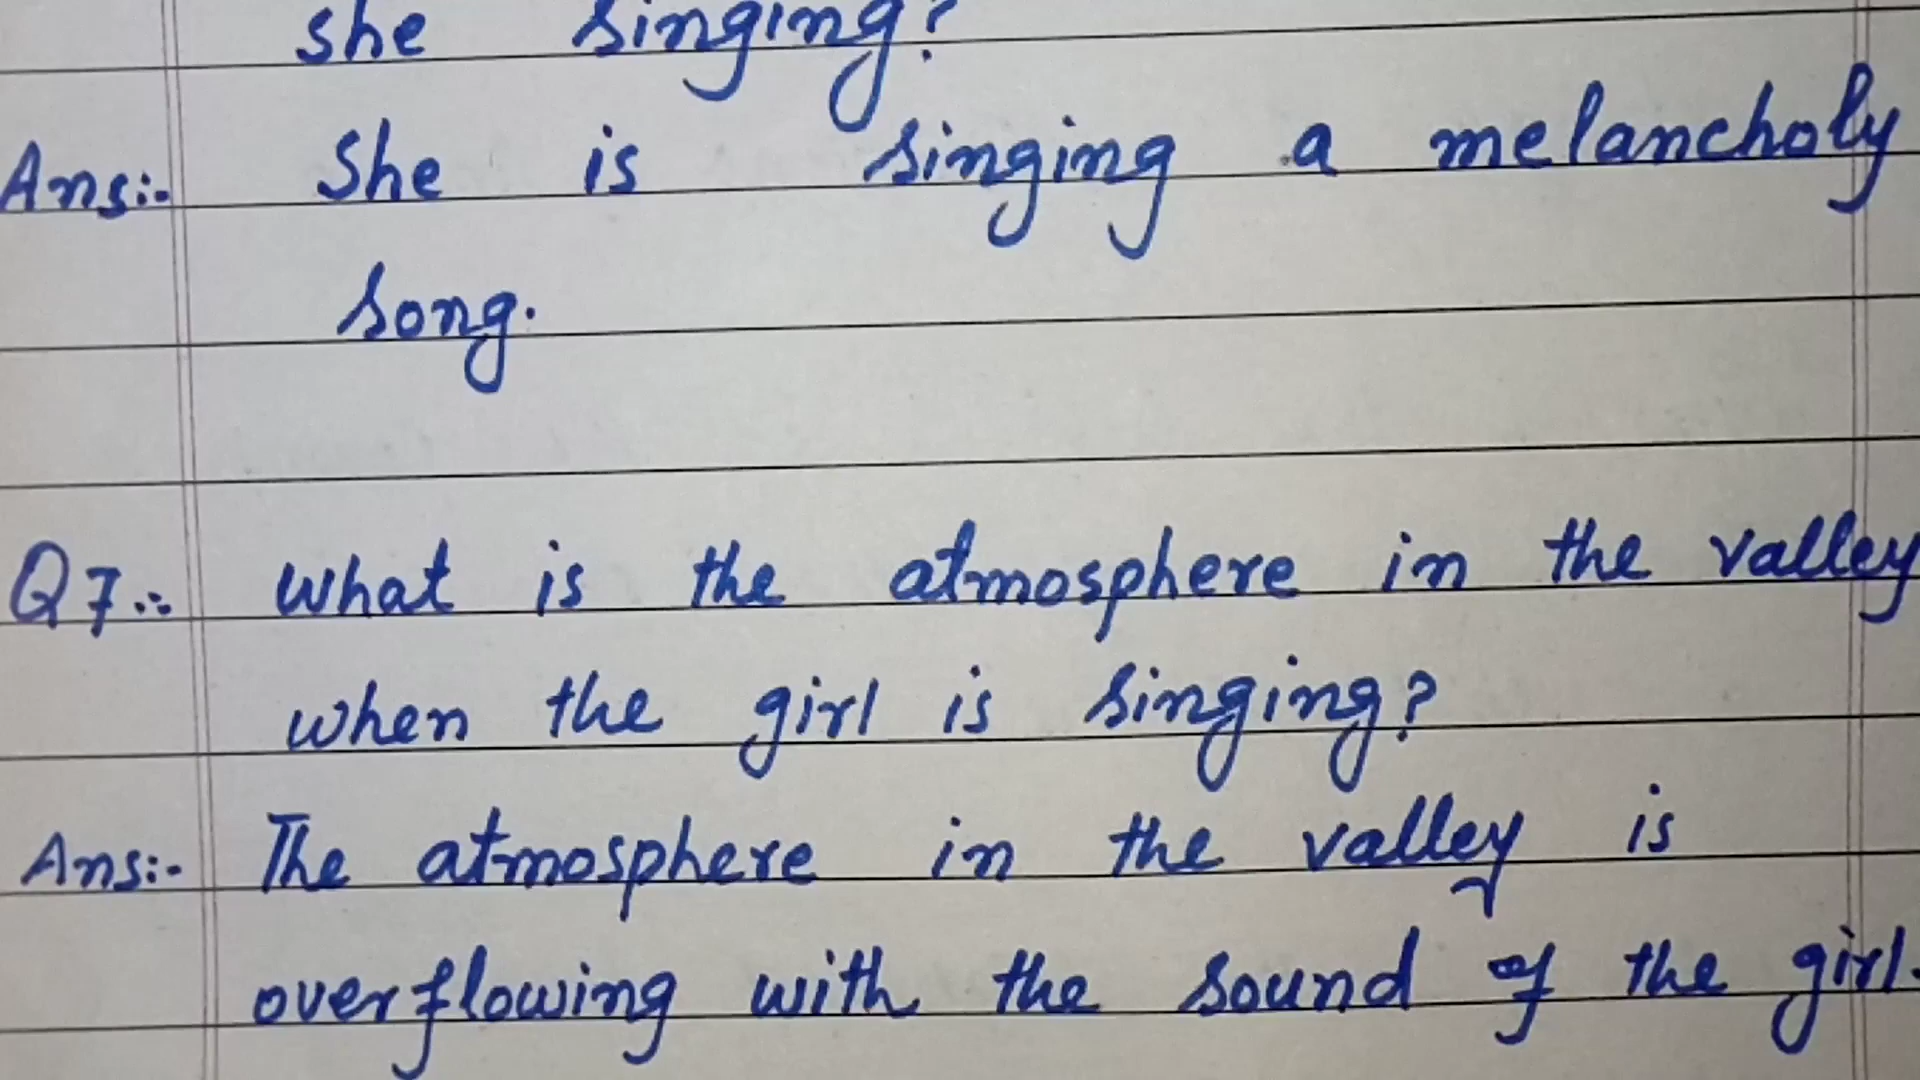 she singing?
Ans:- She is singing a melancholy
song.
Q7:- What is the atmosphere in the valley
when the girl is singing?
Ans:- The atmosphere in the valley is
overflowing with the sound of the girl.